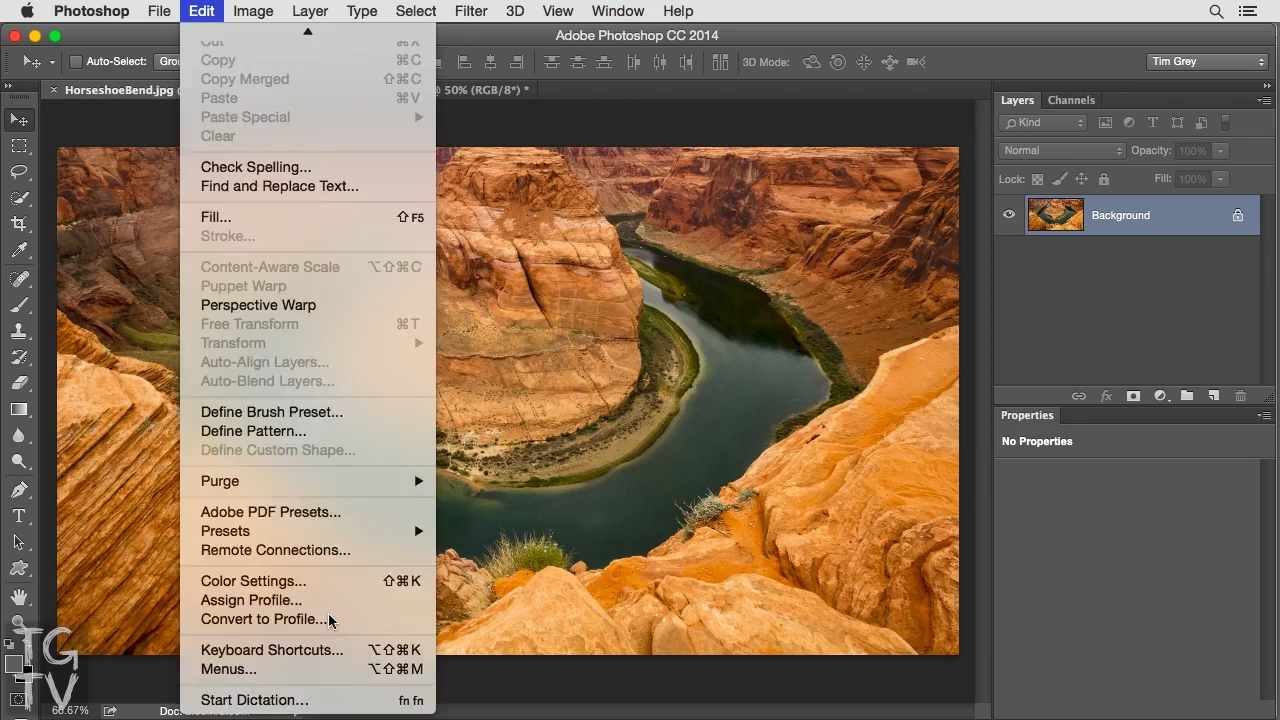 Photoshop File Edit Image Layer Type Select Filter 3D View Window Help
Adobe Photoshop CC 2014
Auto-Select: Gro
3D Mode:
Tim Grey
HorseshoeBend.jpg @
@ 50% (RGB/8*) *
Cut ⌘X
Copy ⌘C
Copy Merged ⇧⌘C
Paste ⌘V
Paste Special
Clear
Check Spelling...
Find and Replace Text...
Fill... ⇧F5
Stroke...
Content-Aware Scale ⌥⇧⌘C
Puppet Warp
Perspective Warp
Free Transform ⌘T
Transform
Auto-Align Layers...
Auto-Blend Layers...
Define Brush Preset...
Define Pattern...
Define Custom Shape...
Purge
Adobe PDF Presets...
Presets
Remote Connections...
Color Settings... ⇧⌘K
Assign Profile...
Convert to Profile...
Keyboard Shortcuts... ⌥⇧⌘K
Menus... ⌥⇧⌘M
Start Dictation... fn fn
Layers Channels
Kind
Normal Opacity: 100%
Lock: Fill: 100%
Background
Properties
No Properties
TG
TV
66.67%